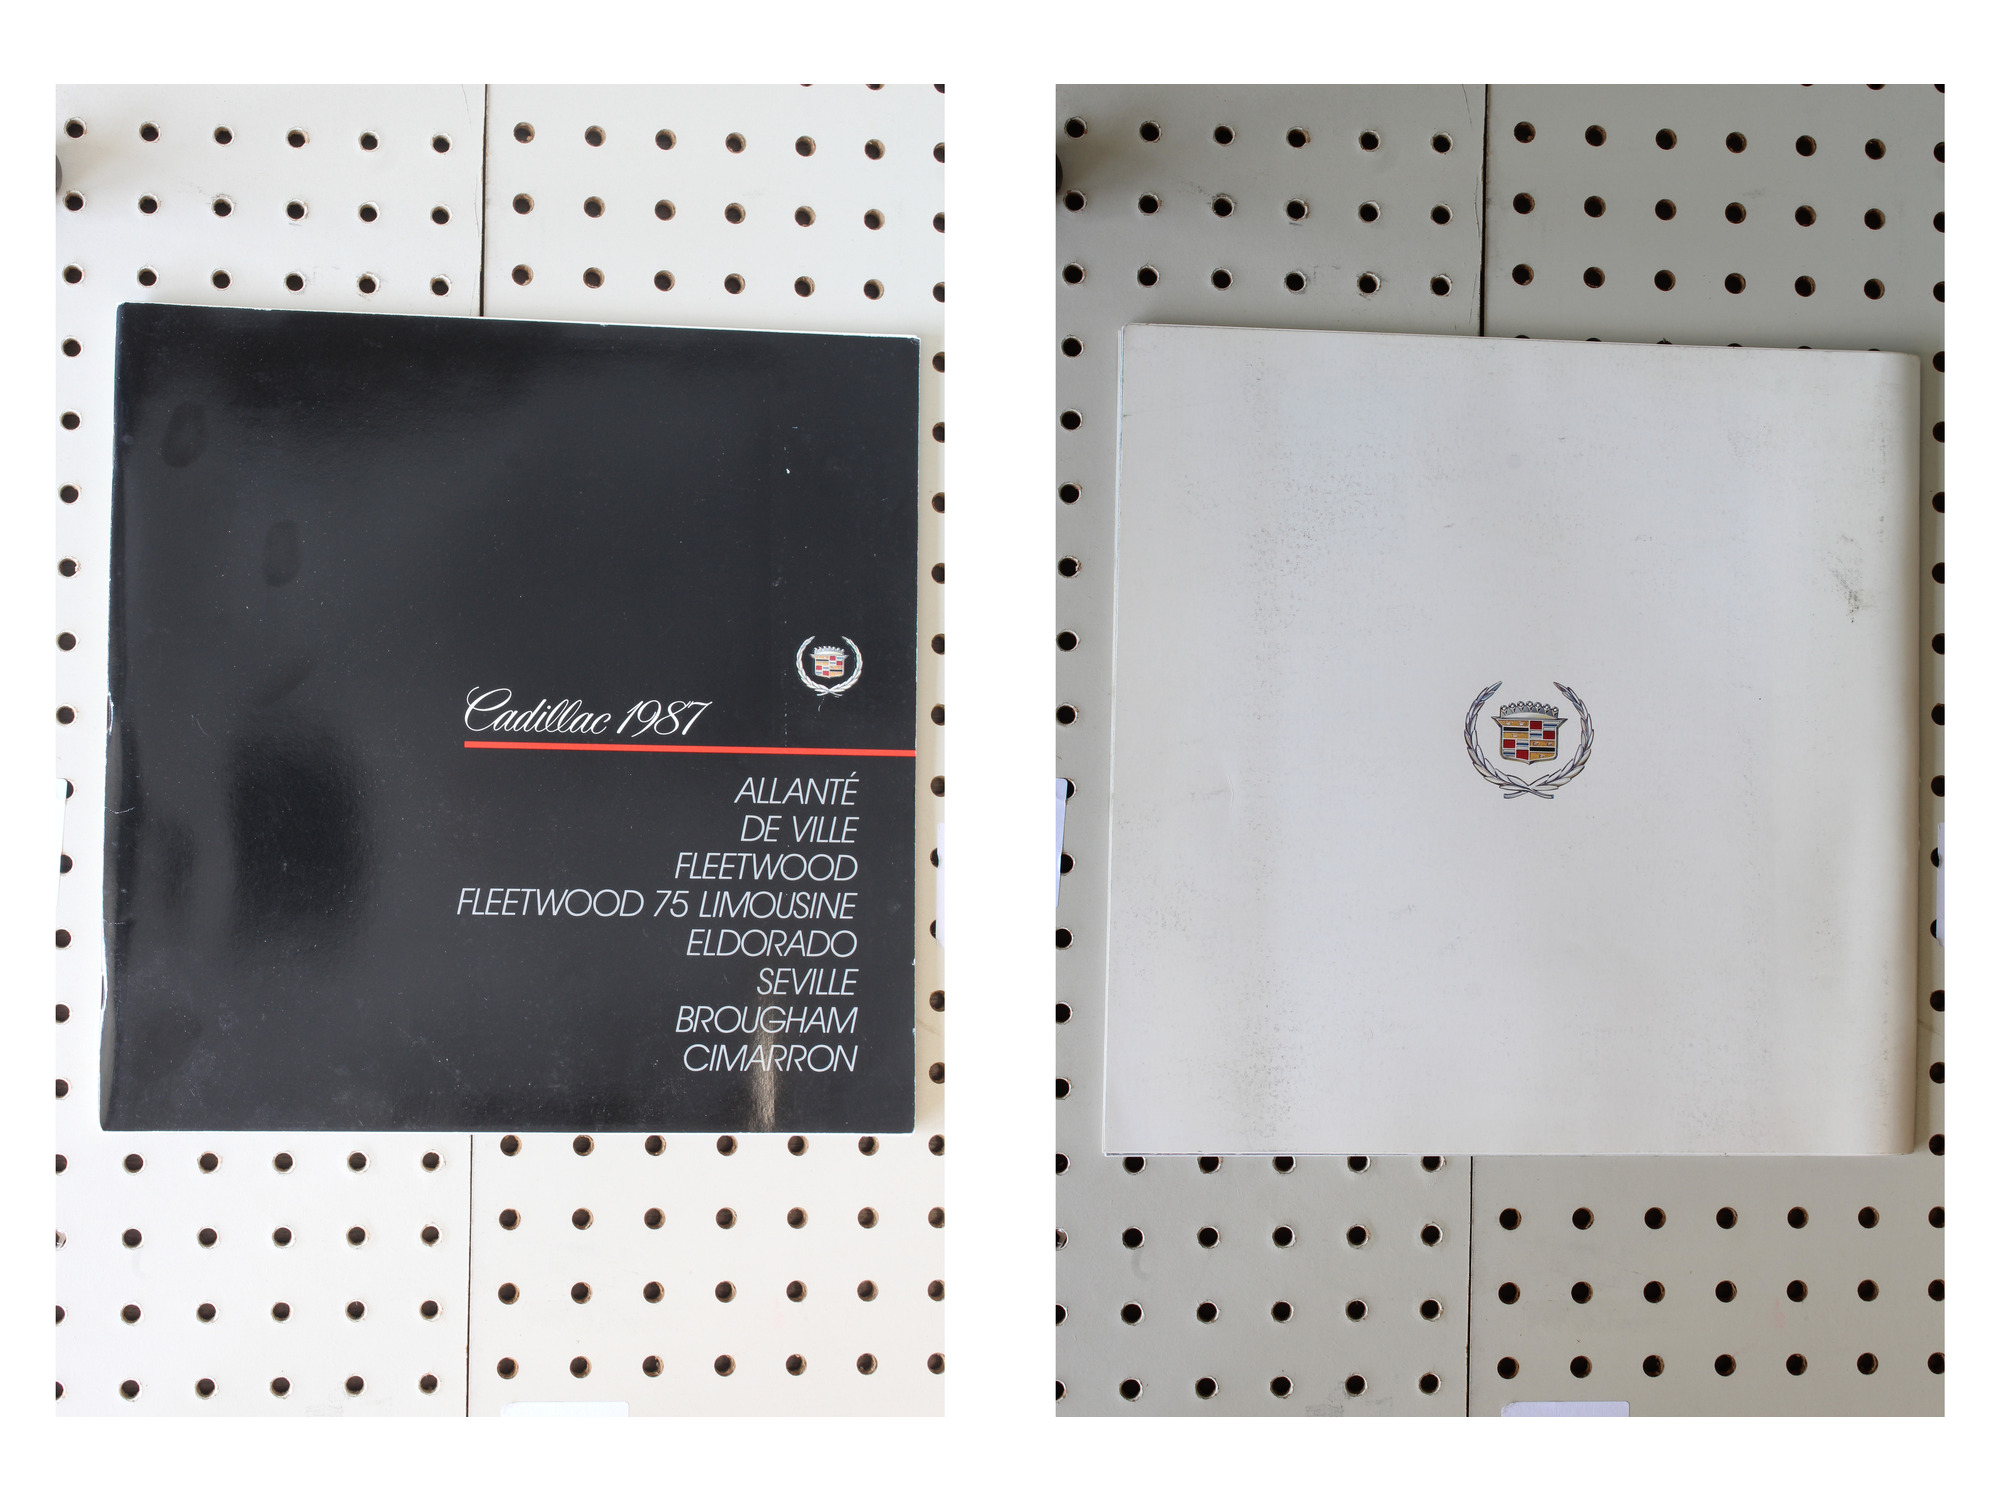 Cadillac 1987
ALLANTÉ
DE VILLE
FLEETWOOD
FLEETWOOD 75 LIMOUSINE
ELDORADO
SEVILLE
BROUGHAM
CIMARRON